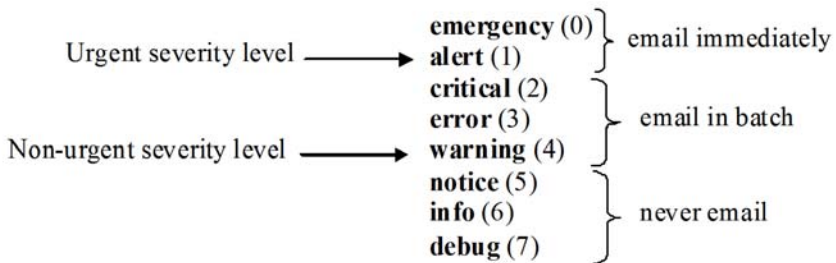 emergency (0)
email immediately
Urgent severity level
alert (1)
critical (2)
error (3)
email in batch
Non-urgent severity level
warning (4)
notice (5)
info (6)
never email
debug (7)